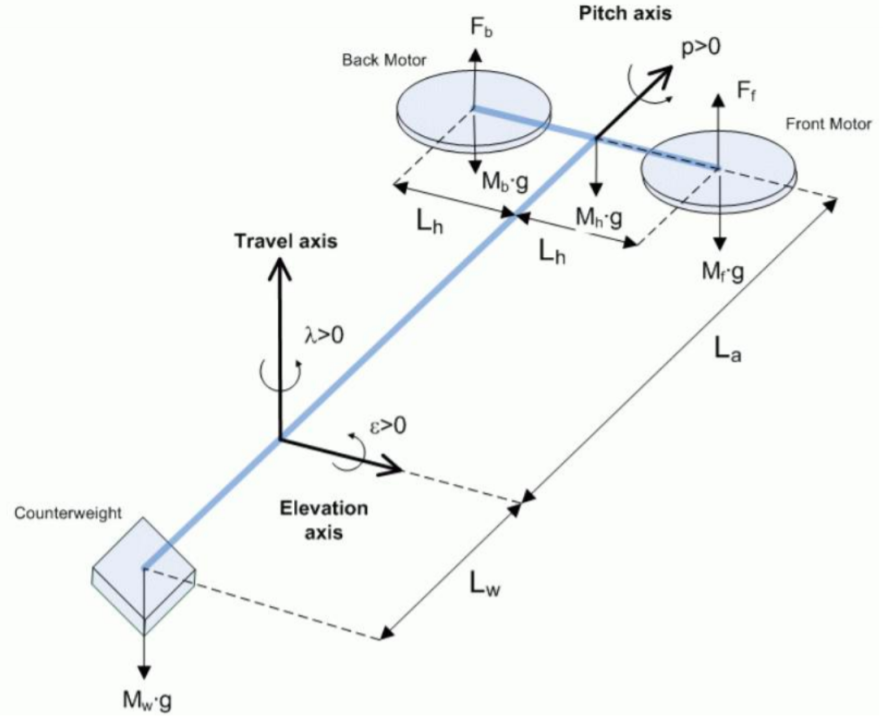 Pitch axis
F_b
p>0
Back Motor
F_f
Front Motor
M_b·g
M_h·g
L_h
L_h
M_f·g
Travel axis
L_a
λ>0
ε>0
Elevation
axis
Counterweight
L_w
M_w·g